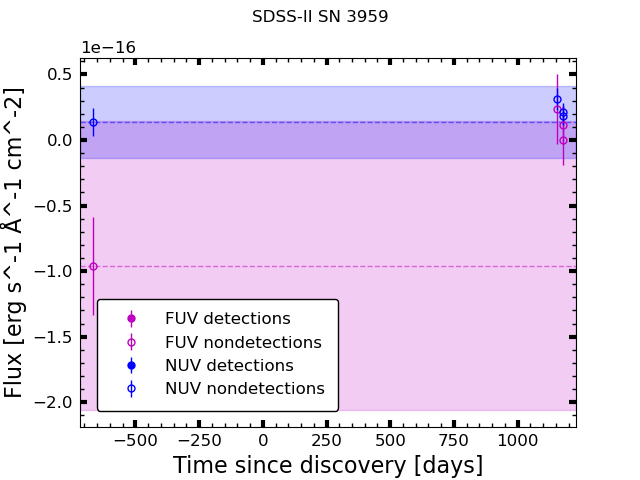 SDSS-II SN 3959
1e−16
0.5
0.0
−0.5
−1.0
−1.5
−2.0
Flux [erg s^-1 Å^-1 cm^-2]
FUV detections
FUV nondetections
NUV detections
NUV nondetections
−500 −250 0 250 500 750 1000
Time since discovery [days]